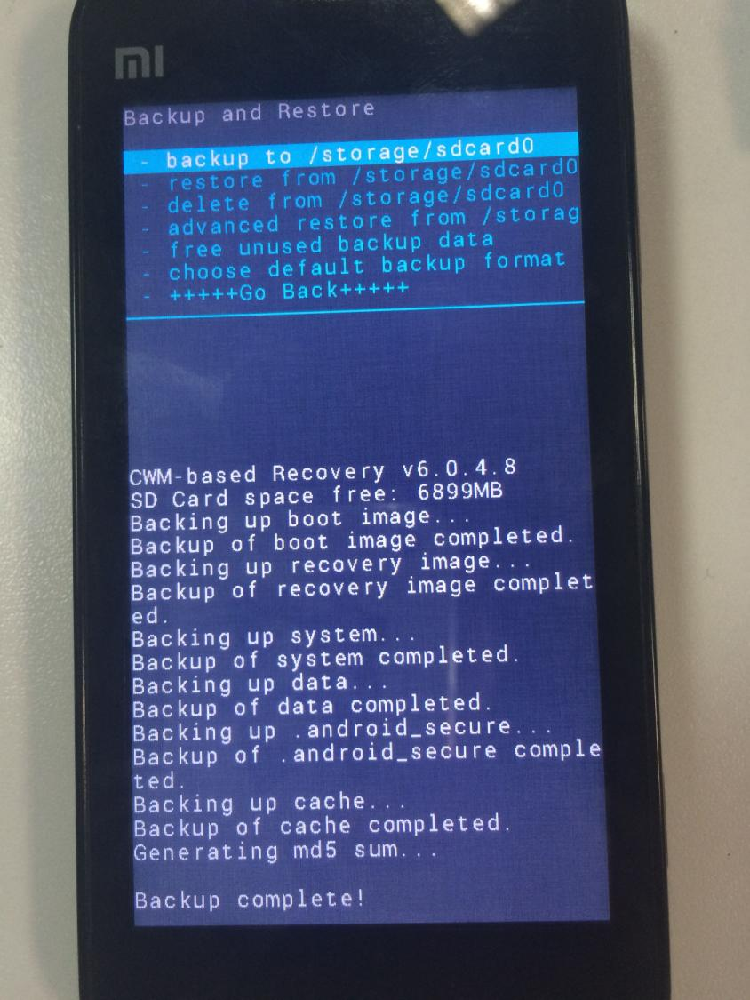 mi
Backup and Restore
- backup to /storage/sdcard0
- restore from /storage/sdcard0
- delete from /storage/sdcard0
- advanced restore from /storag
- free unused backup data
- choose default backup format
- +++++Go Back+++++
CWM-based Recovery v6.0.4.8
SD Card space free: 6899MB
Backing up boot image...
Backup of boot image completed.
Backing up recovery image...
Backup of recovery image complet
ed.
Backing up system...
Backup of system completed.
Backing up data...
Backup of data completed.
Backing up .android_secure...
Backup of .android_secure comple
ted.
Backing up cache...
Backup of cache completed.
Generating md5 sum...
Backup complete!